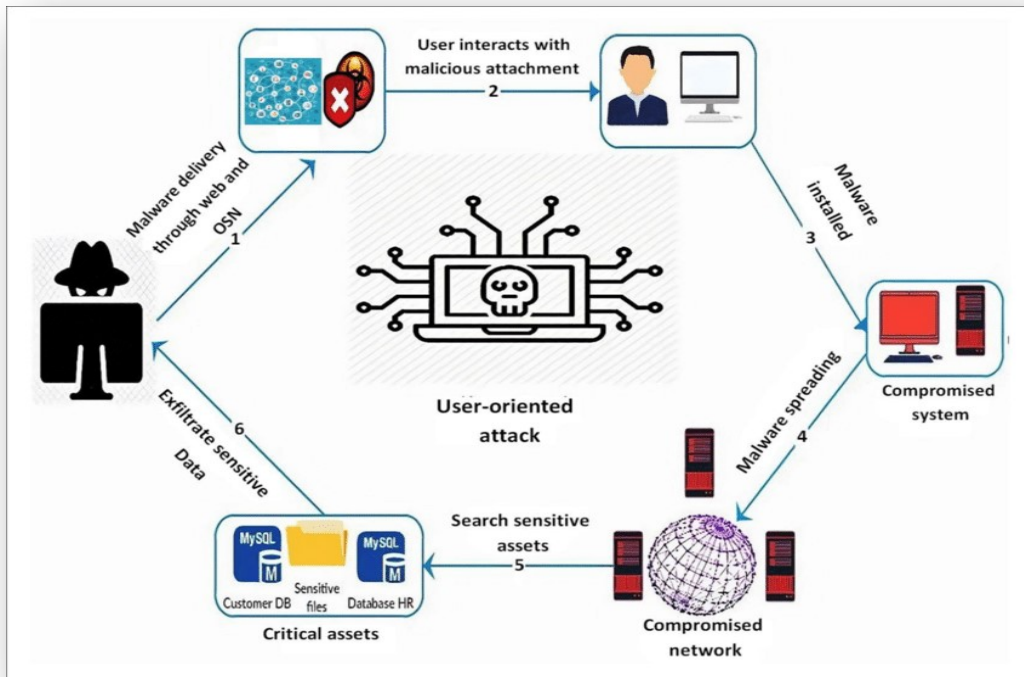 User interacts with
malicious attachment
2
Malware delivery
through web and
OSN
1
Malware
installed
3
Compromised
system
Malware spreading
4
User-oriented
attack
Exfiltrate sensitive
Data
6
Search sensitive
assets
5
MySQL
M
Customer DB
Sensitive
files
MySQL
M
Database HR
Critical assets
Compromised
network